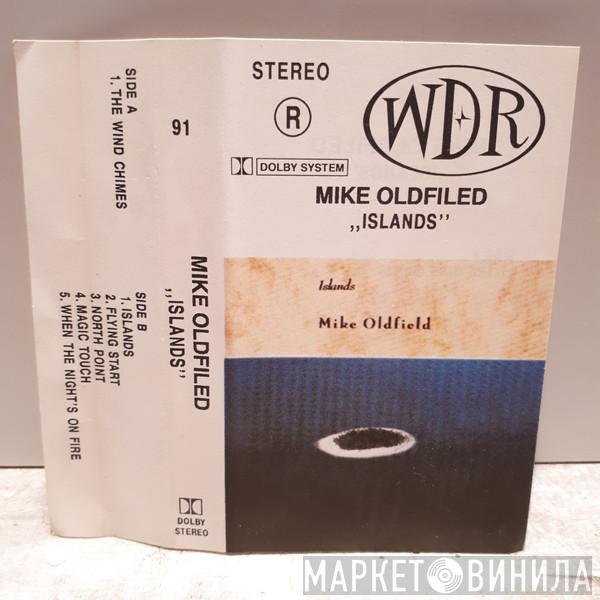 SIDE A
1. THE WIND CHIMES
SIDE B
1. ISLANDS
2. FLYING START
3. NORTH POINT
4. MAGIC TOUCH
5. WHEN THE NIGHT'S ON FIRE
91
MIKE OLDFILED
„ISLANDS”
DOLBY
STEREO
STEREO
R
WDR
DOLBY SYSTEM
MIKE OLDFILED
„ISLANDS”
Islands
Mike Oldfield
МАРКЕТ ВИНИЛА